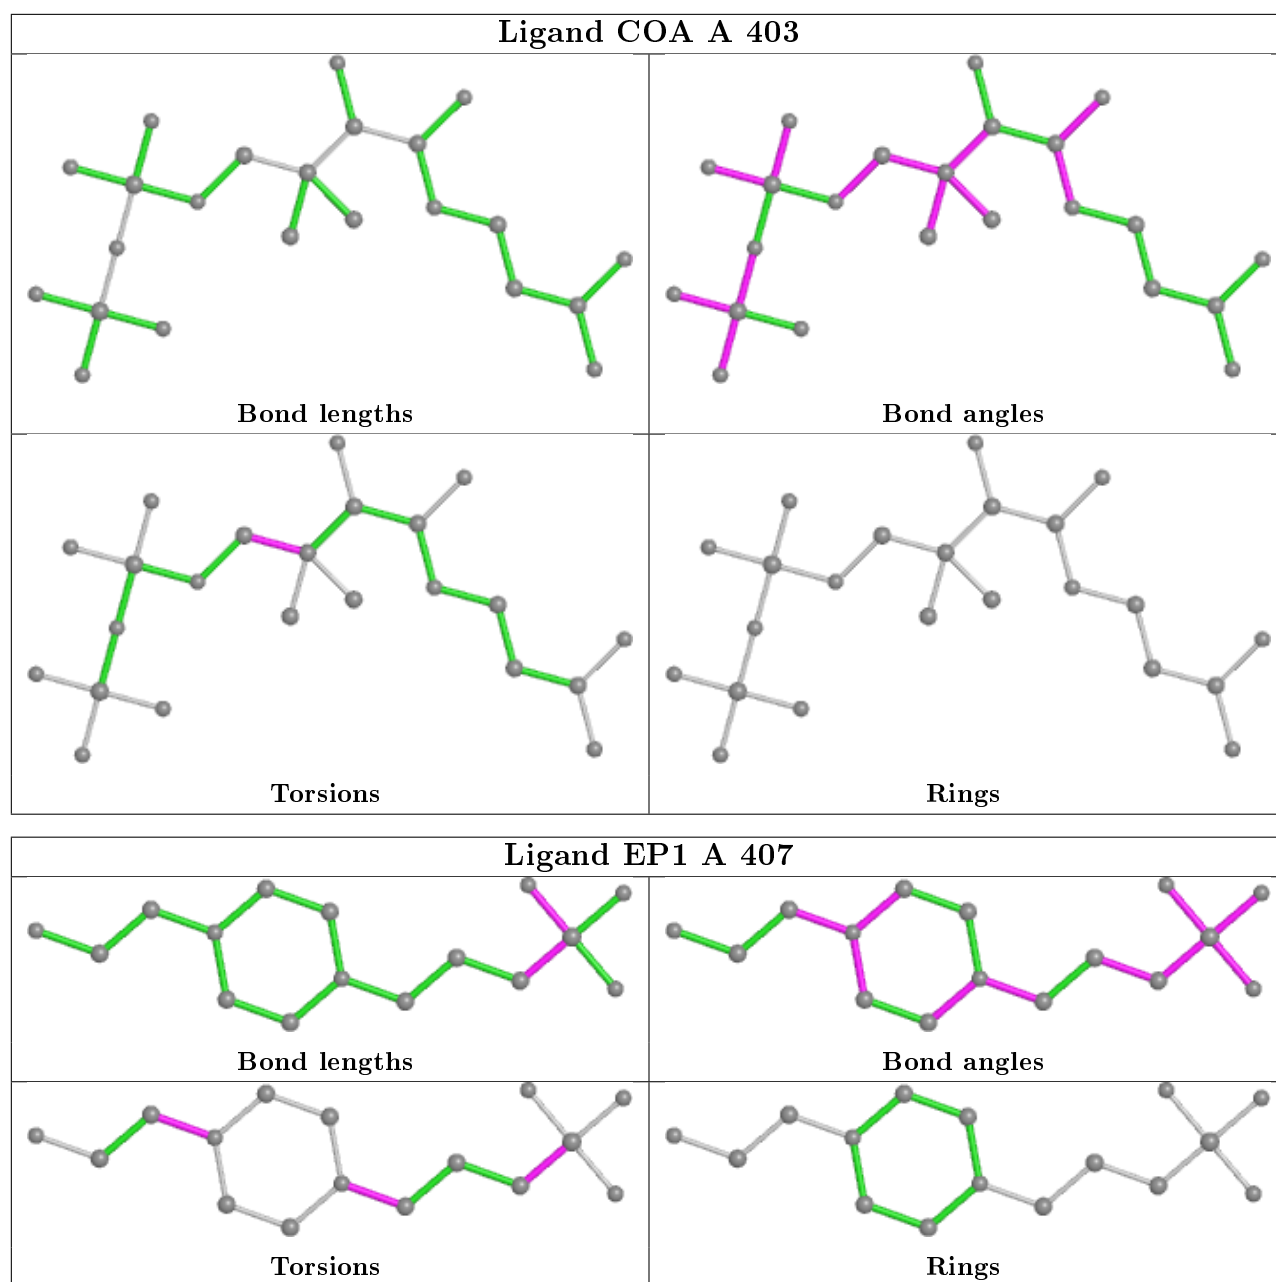 Ligand COA A 403
Bond lengths
Bond angles
Torsions
Rings
Ligand EP1 A 407
Bond lengths
Bond angles
Torsions
Rings